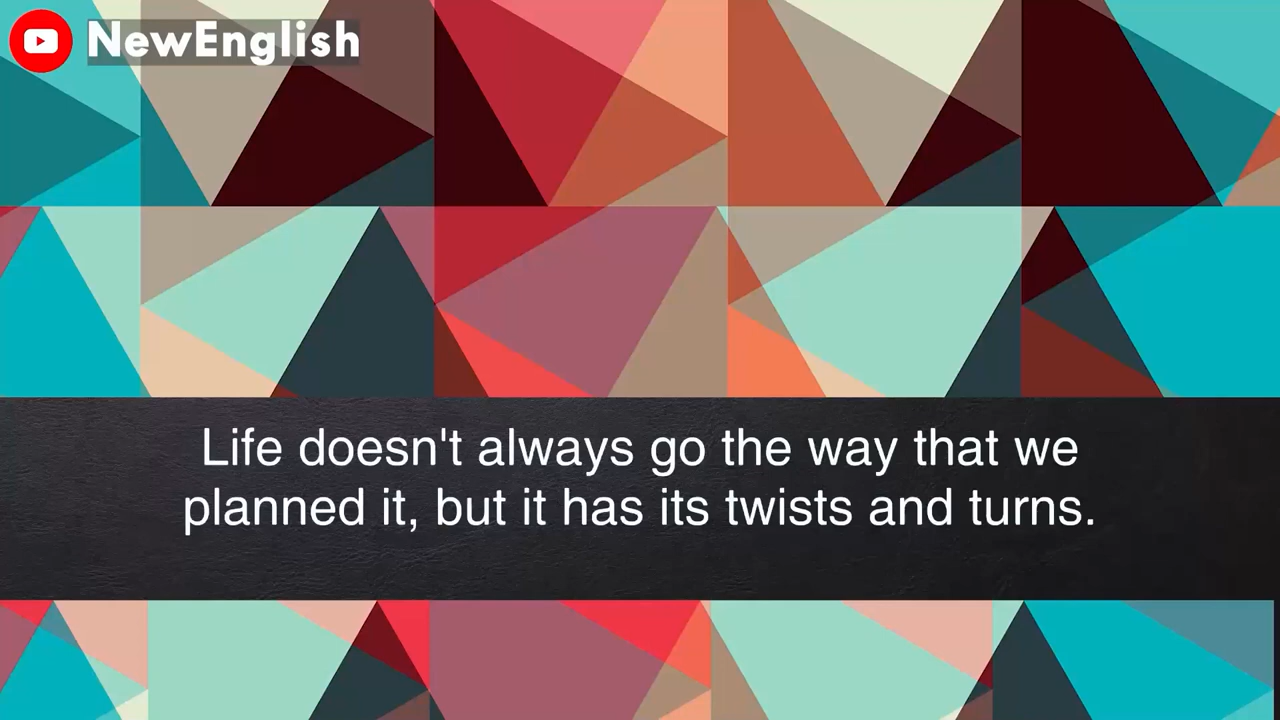 NewEnglish
Life doesn't always go the way that we
planned it, but it has its twists and turns.